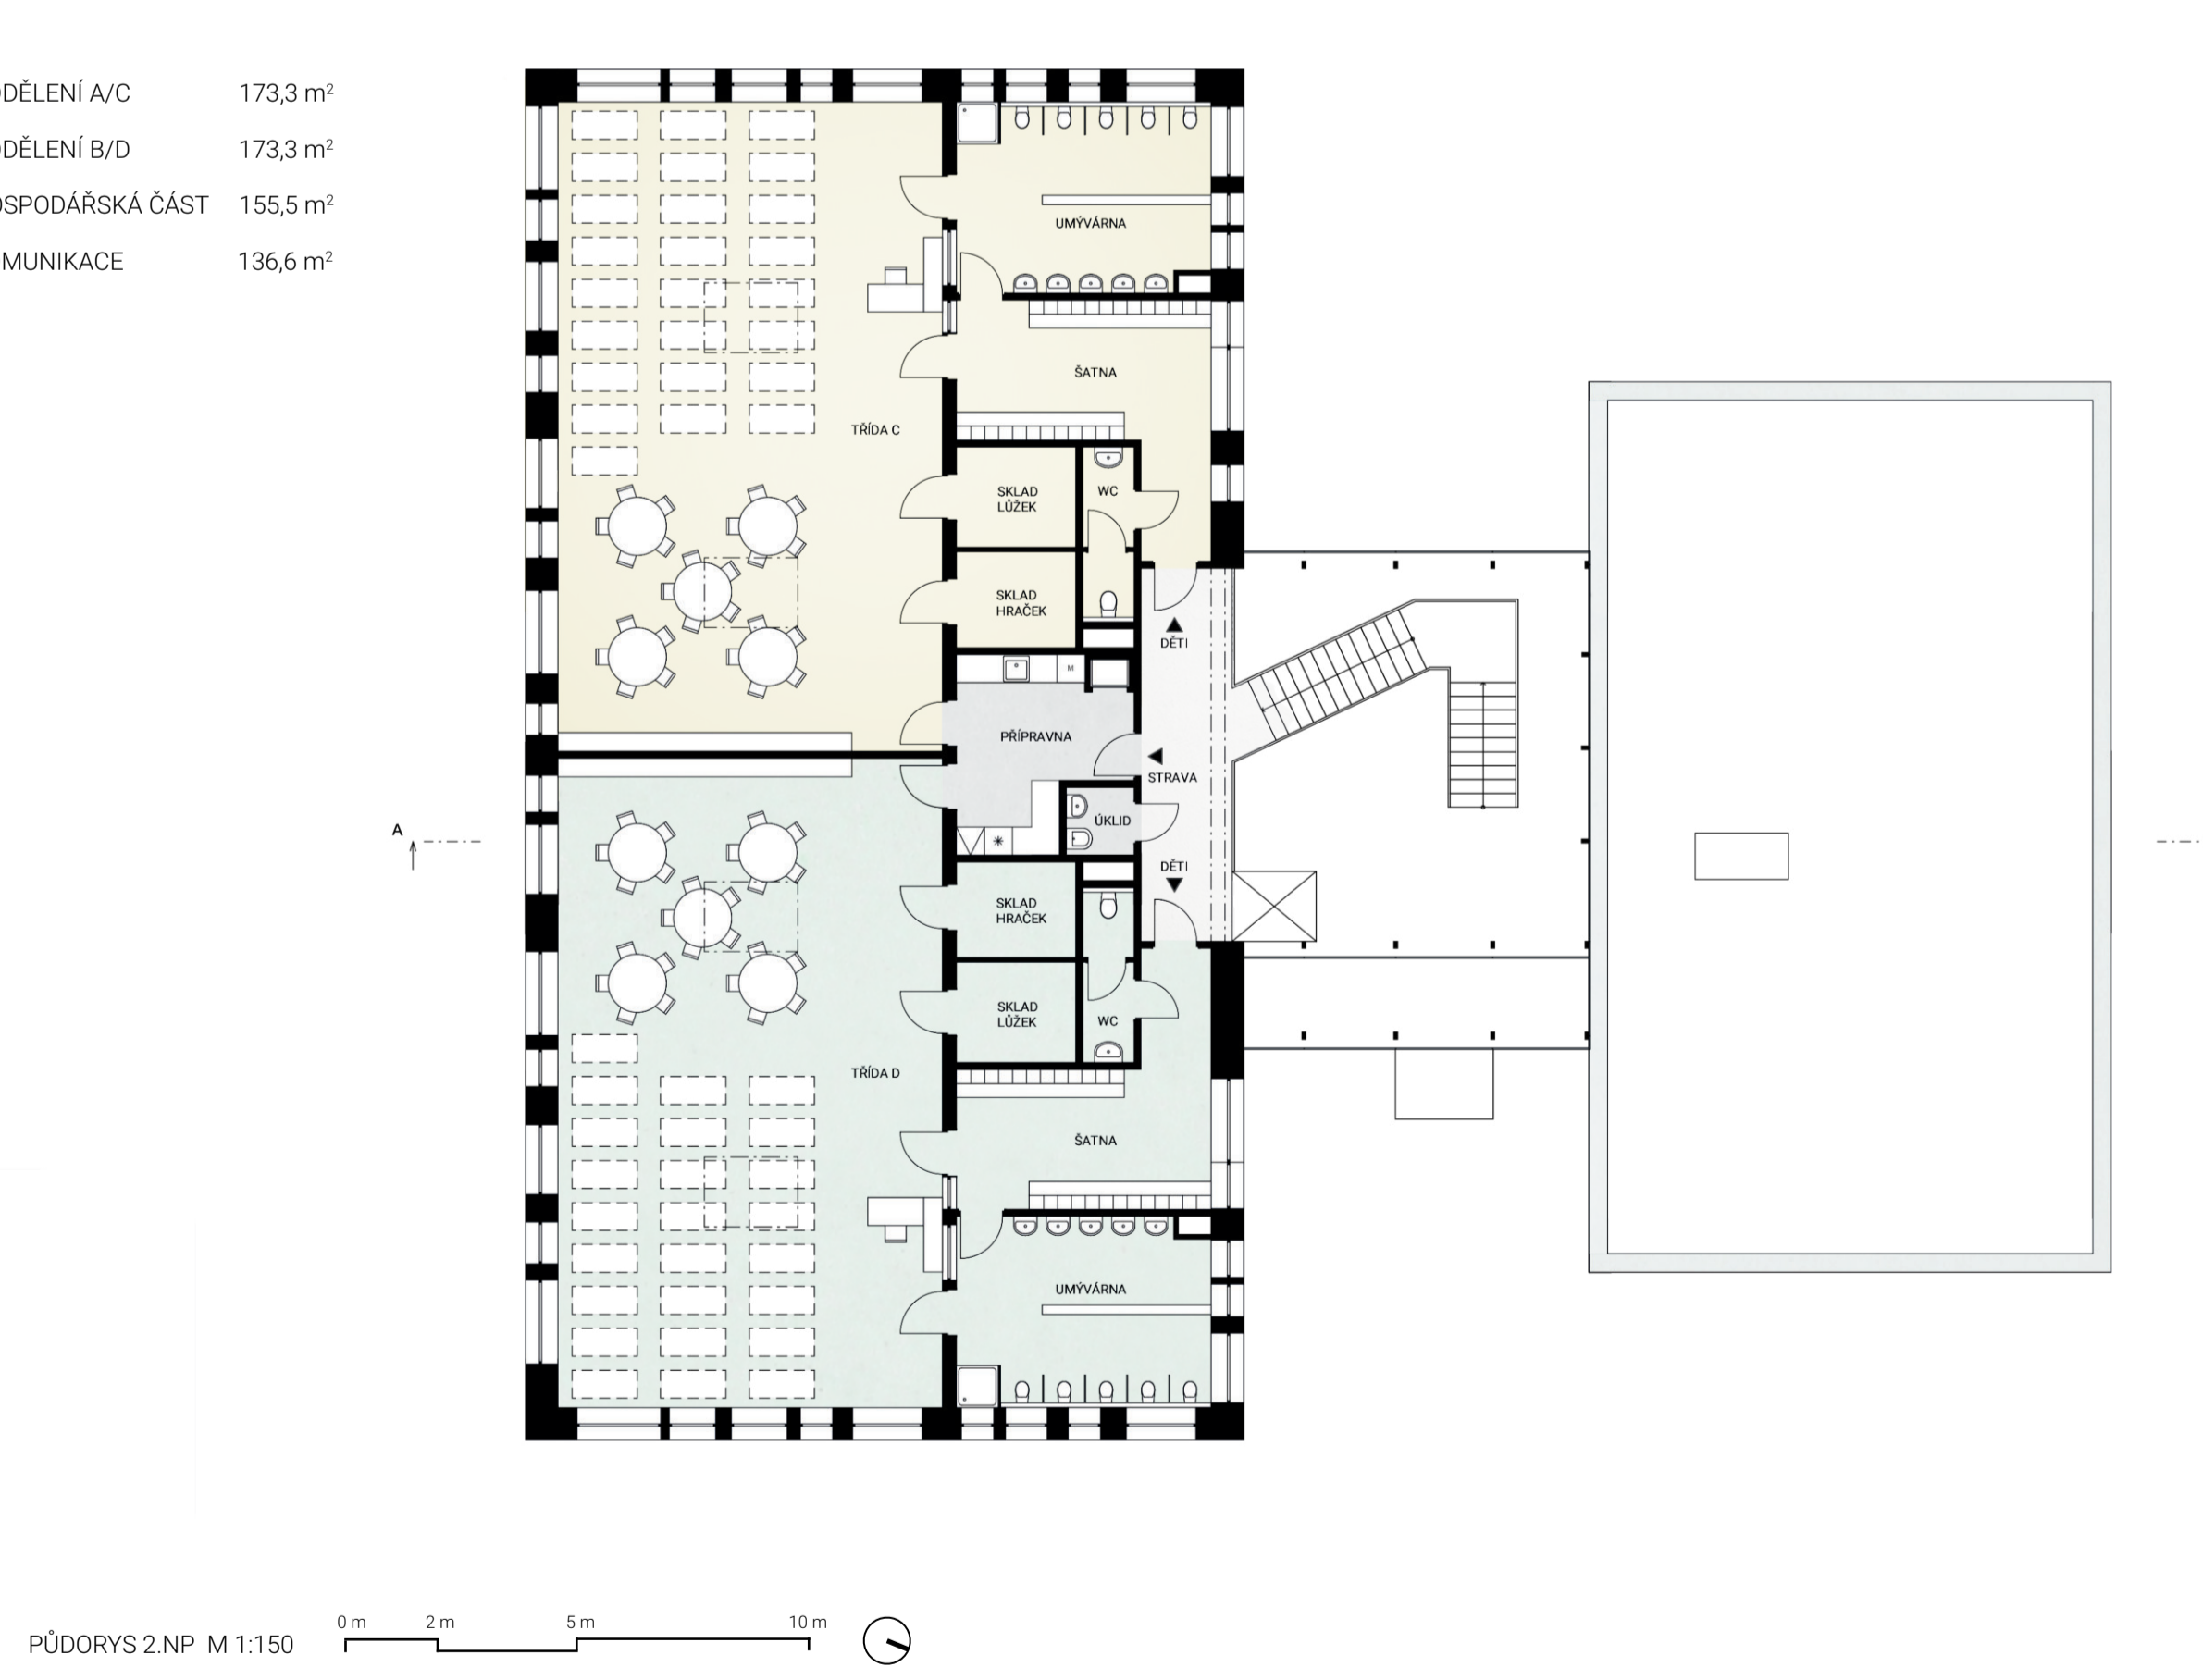 DĚLENÍ A/C 173,3 m²
DĚLENÍ B/D 173,3 m²
OSPODÁŘSKÁ ČÁST 155,5 m²
MUNIKACE 136,6 m²
UMÝVÁRNA
ŠATNA
TŘÍDA C
SKLAD
LŮŽEK
WC
SKLAD
HRAČEK
DĚTI
M
PŘÍPRAVNA
STRAVA
ÚKLID
A
DĚTI
SKLAD
HRAČEK
SKLAD
LŮŽEK
WC
TŘÍDA D
ŠATNA
UMÝVÁRNA
0 m 2 m 5 m 10 m
PŮDORYS 2.NP M 1:150